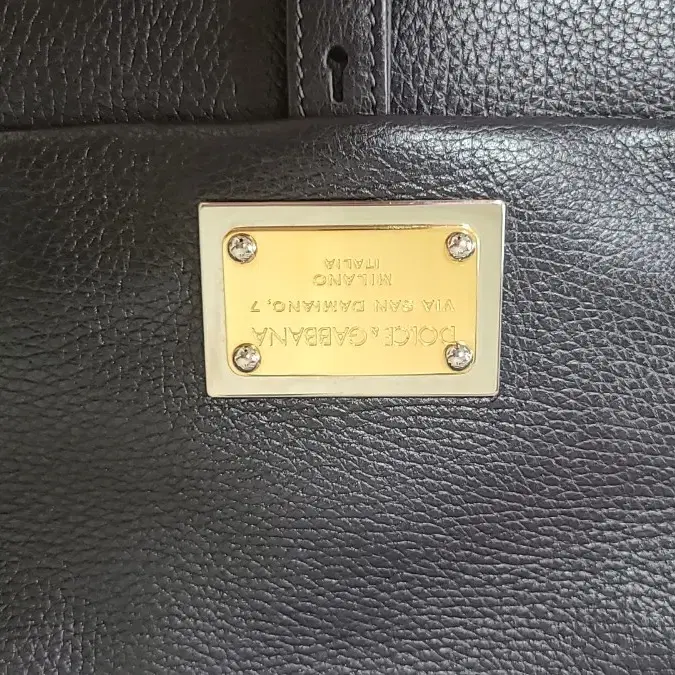 DOLCE & GABBANA
VIA SAN DAMIANO, 7
MILANO
ITALIA